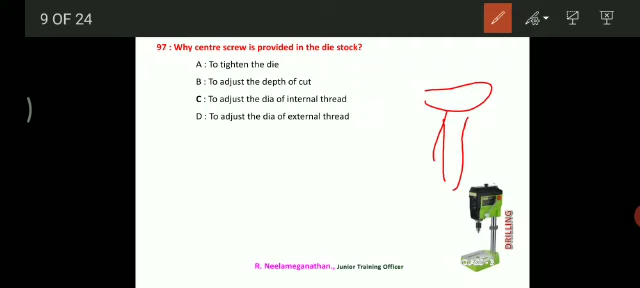 9 OF 24
97 : Why centre screw is provided in the die stock?
A : To tighten the die
B : To adjust the depth of cut
C : To adjust the dia of internal thread
D : To adjust the dia of external thread
DRILLING
R. Neelameganathan., Junior Training Officer